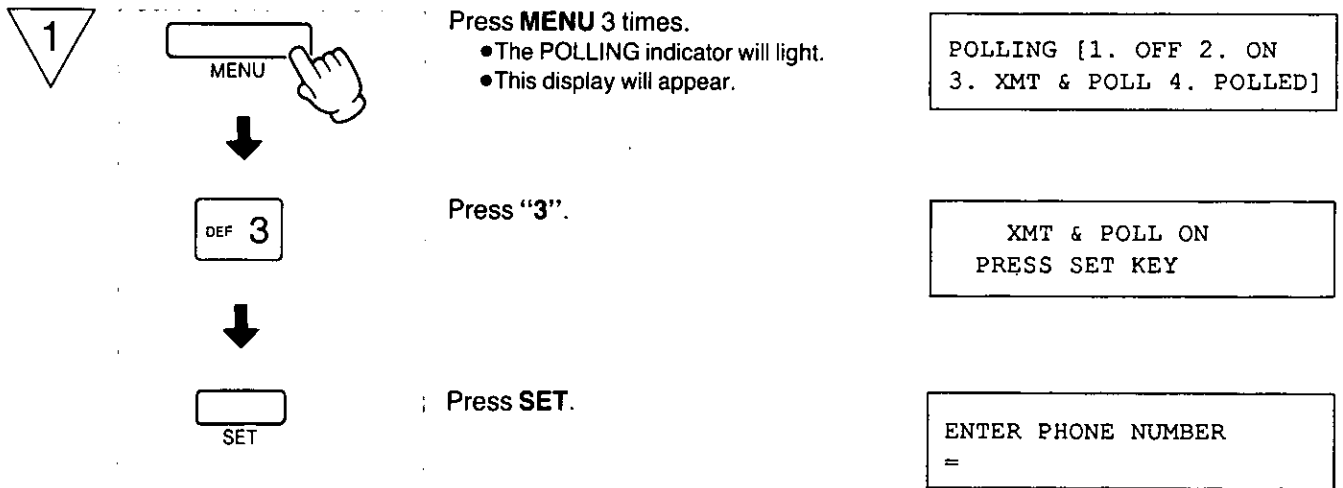 1
MENU
Press MENU 3 times.
●The POLLING indicator will light.
●This display will appear.
POLLING [1. OFF 2. ON
3. XMT & POLL 4. POLLED]
DEF 3
Press “3”.
XMT & POLL ON
PRESS SET KEY
SET
Press SET.
ENTER PHONE NUMBER
=